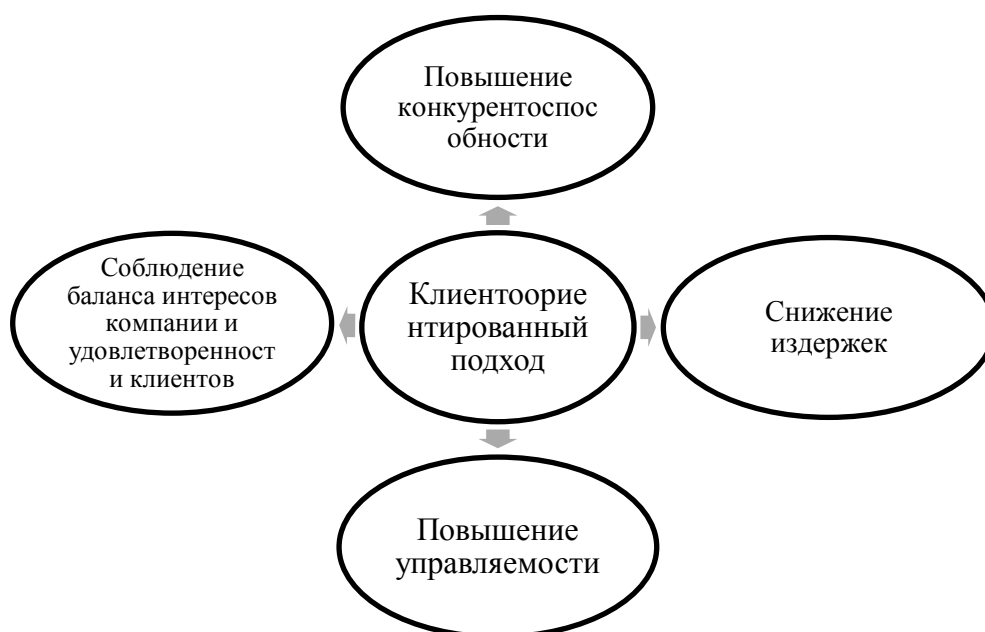 Повышение
конкурентоспос
обности
Соблюдение
баланса интересов
компании и
удовлетворенност
и клиентов
Клиентоорие
нтированный
подход
Снижение
издержек
Повышение
управляемости